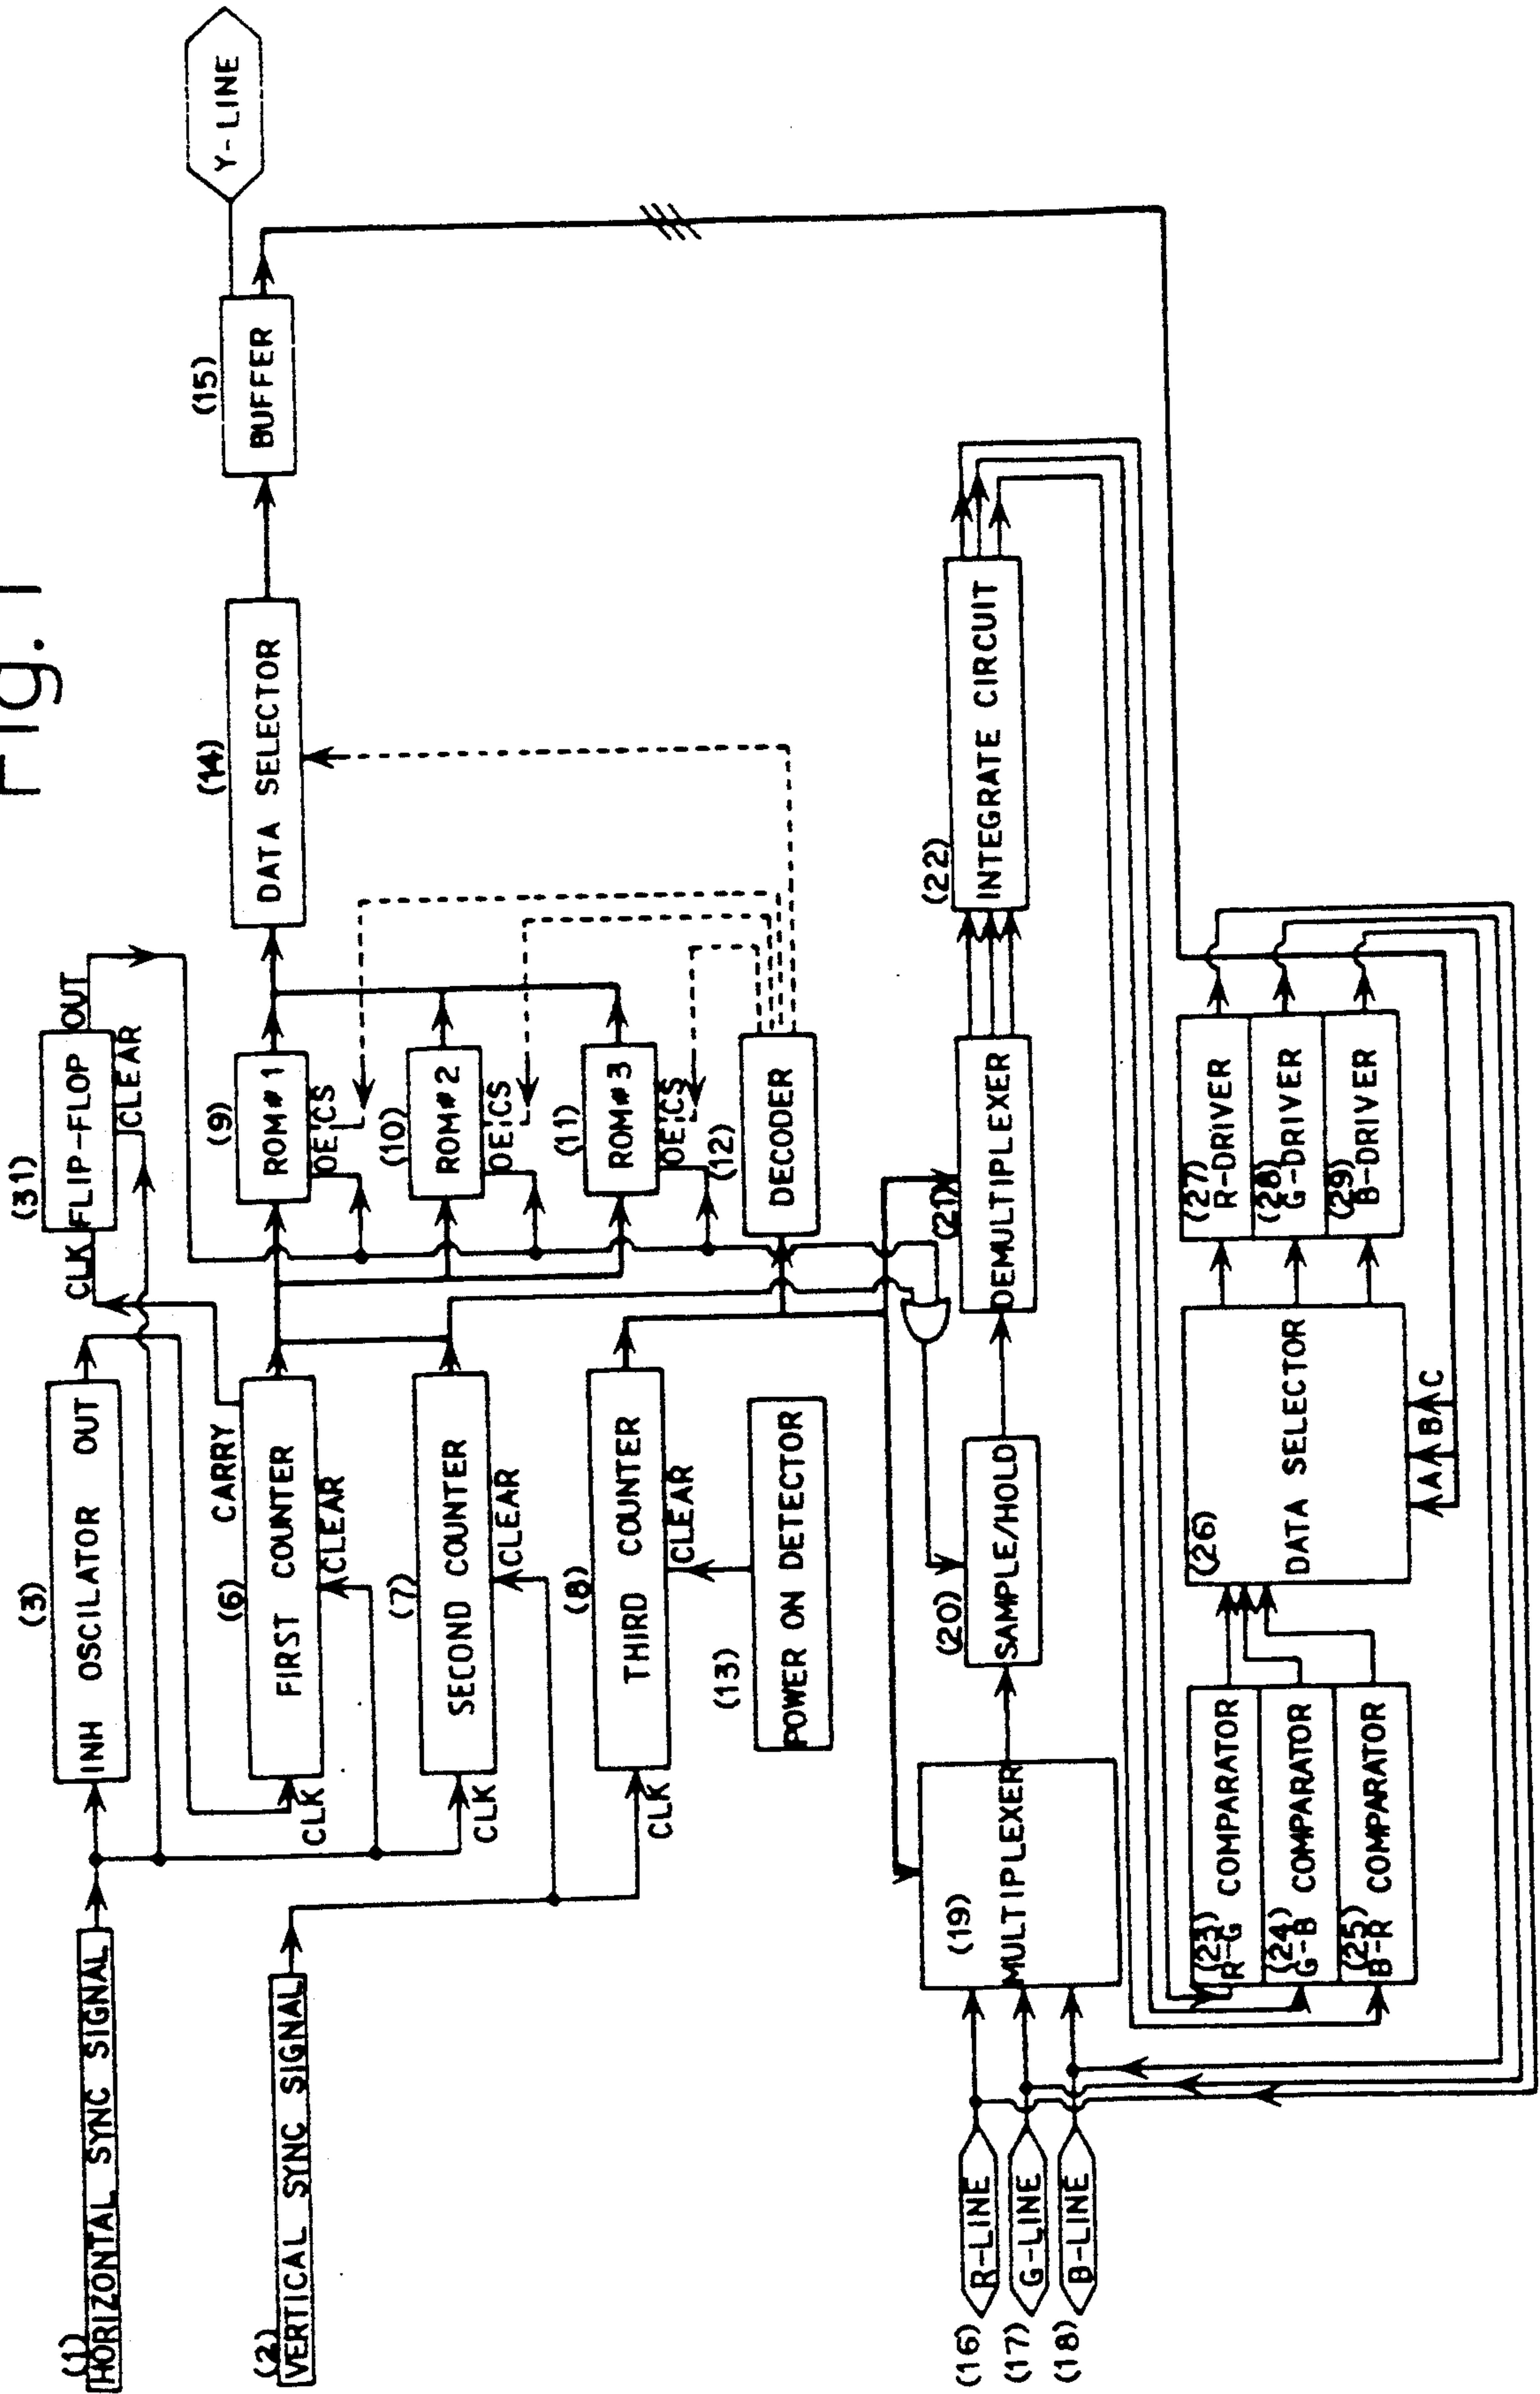 Fig. 1
(1)
HORIZONTAL SYNC SIGNAL
(2)
VERTICAL SYNC SIGNAL
(3)
INH OSCILATOR OUT
(31)
CLK FLIP-FLOP OUT
CLEAR
CARRY
(6)
FIRST COUNTER
CLK
CLEAR
(7)
SECOND COUNTER
CLK
CLEAR
(8)
THIRD COUNTER
CLK
CLEAR
(13)
POWER ON DETECTOR
(9)
ROM#1
OE CS
(10)
ROM#2
OE CS
(11)
ROM#3
OE CS
(12)
DECODER
(14)
DATA SELECTOR
(15)
BUFFER
Y-LINE
(16) R-LINE
(17) G-LINE
(18) B-LINE
(19)
MULTIPLEXER
(20)
SAMPLE/HOLD
(21)
DEMULTIPLEXER
(22)
INTEGRATE CIRCUIT
(23)
R-G COMPARATOR
(24)
G-B COMPARATOR
(25)
B-R COMPARATOR
(26)
DATA SELECTOR
A B C
(27)
R-DRIVER
(28)
G-DRIVER
(29)
B-DRIVER